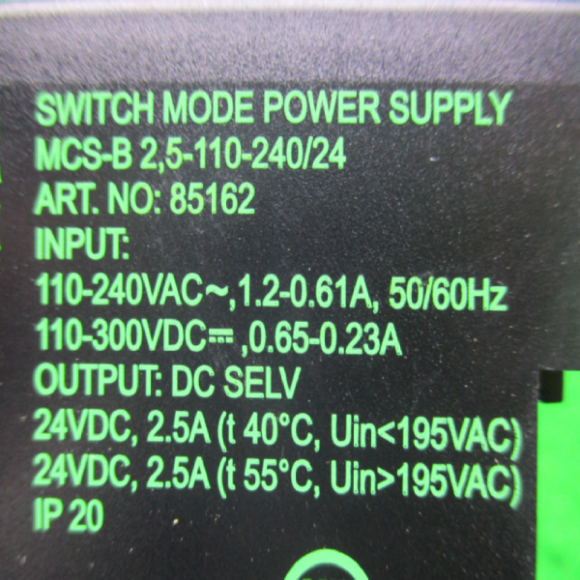 SWITCH MODE POWER SUPPLY
MCS-B 2,5-110-240/24
ART. NO: 85162
INPUT:
110-240VAC~,1.2-0.61A, 50/60Hz
110-300VDC⎓,0.65-0.23A
OUTPUT: DC SELV
24VDC, 2.5A (t 40°C, Uin<195VAC)
24VDC, 2.5A (t 55°C, Uin>195VAC)
IP 20